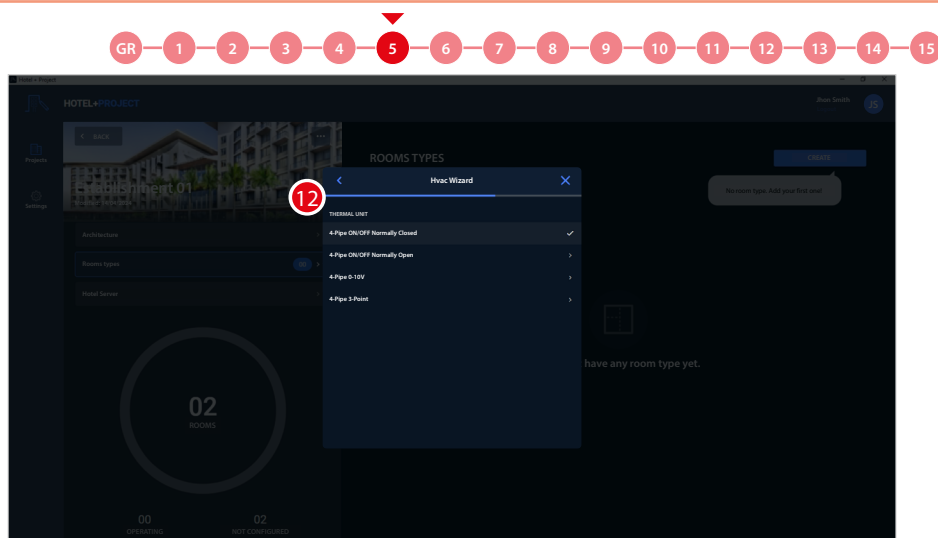 GR 1 2 3 4 5 6 7 8 9 10 11 12 13 14 15
Hotel + Project
HOTEL+PROJECT
Jhon Smith
JS
BACK
Projects
Settings
Establishment 01
ROOMS TYPES
CREATE
No room type. Add your first one!
Architecture
Rooms types
00
Hotel Server
12
Hvac Wizard
THERMAL UNIT
4-Pipe ON/OFF Normally Closed
4-Pipe ON/OFF Normally Open
4-Pipe 0-10V
4-Pipe 3-Point
have any room type yet.
02
ROOMS
00
OPERATING
02
NOT CONFIGURED